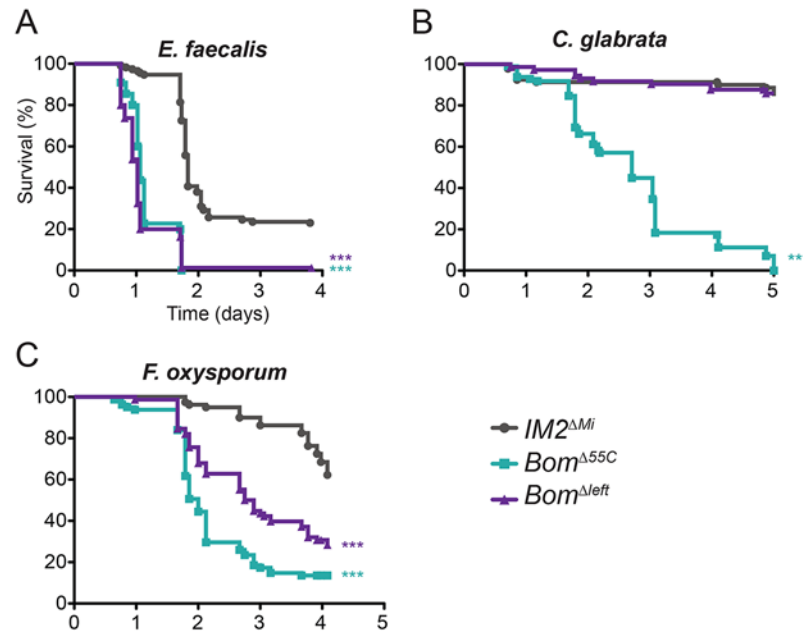 A
E. faecalis
100
80
60
40
20
0
Survival (%)
0 1 2 3 4
Time (days)
***
***
B
C. glabrata
100
80
60
40
20
0
0 1 2 3 4 5
**
C
F. oxysporum
100
80
60
40
20
0
0 1 2 3 4 5
***
***
IM2ΔMi
BomΔ55C
BomΔleft